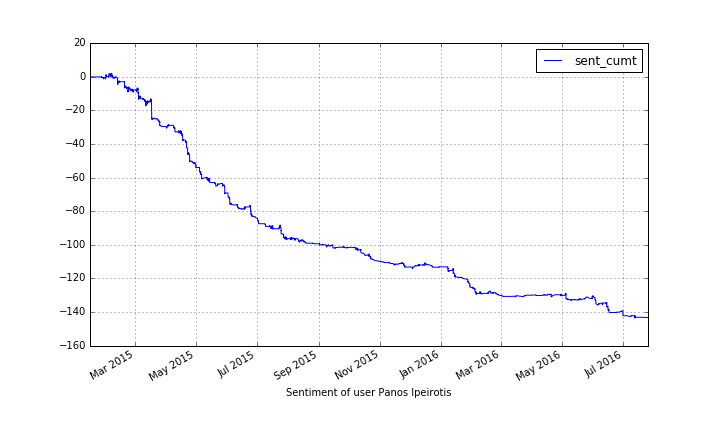 20
0
−20
−40
−60
−80
−100
−120
−140
−160
sent_cumt
Mar 2015
May 2015
Jul 2015
Sep 2015
Nov 2015
Jan 2016
Mar 2016
May 2016
Jul 2016
Sentiment of user Panos Ipeirotis